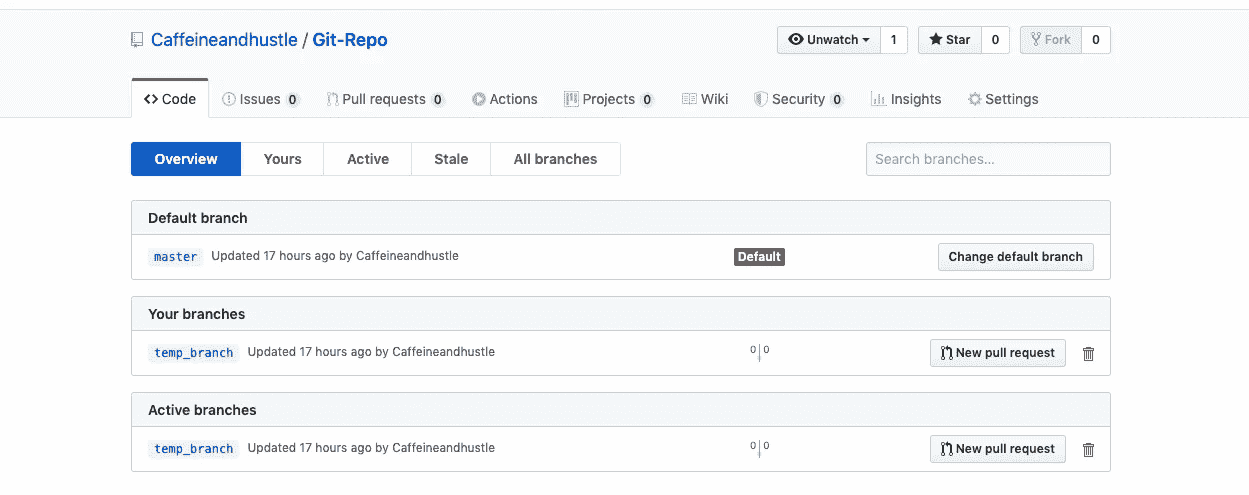 Caffeineandhustle / Git-Repo Unwatch 1 Star 0 Fork 0
Code Issues 0 Pull requests 0 Actions Projects 0 Wiki Security 0 Insights Settings
Overview Yours Active Stale All branches Search branches...
Default branch
master Updated 17 hours ago by Caffeineandhustle Default Change default branch
Your branches
temp_branch Updated 17 hours ago by Caffeineandhustle 0 0 New pull request
Active branches
temp_branch Updated 17 hours ago by Caffeineandhustle 0 0 New pull request